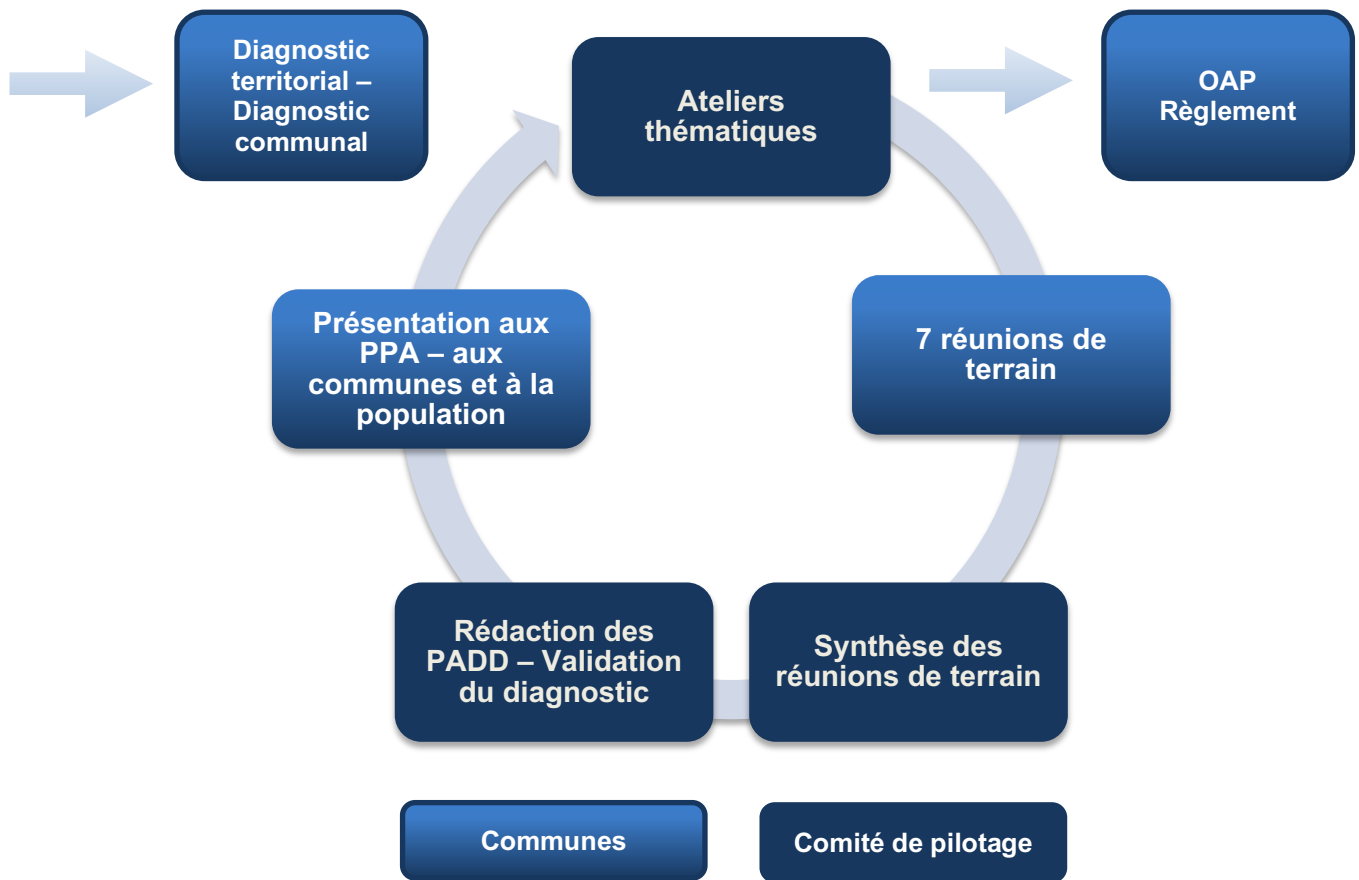 Diagnostic
territorial –
Diagnostic
communal
Ateliers
thématiques
OAP
Règlement
7 réunions de
terrain
Synthèse des
réunions de terrain
Rédaction des
PADD – Validation
du diagnostic
Présentation aux
PPA – aux
communes et à la
population
Communes
Comité de pilotage